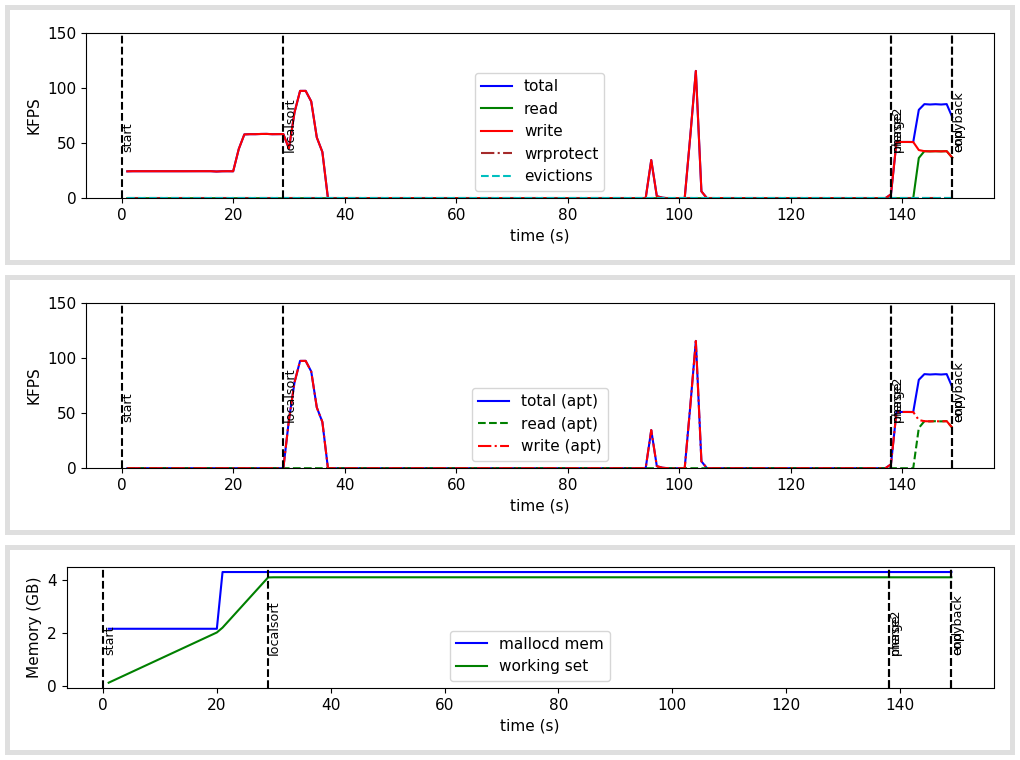 150
100
50
0
KFPS
start
localsort
copyback
total
read
write
wrprotect
evictions
0 20 40 60 80 100 120 140
time (s)
150
100
50
0
KFPS
start
localsort
copyback
total (apt)
read (apt)
write (apt)
0 20 40 60 80 100 120 140
time (s)
4
2
0
Memory (GB)
start
localsort
copyback
mallocd mem
working set
0 20 40 60 80 100 120 140
time (s)